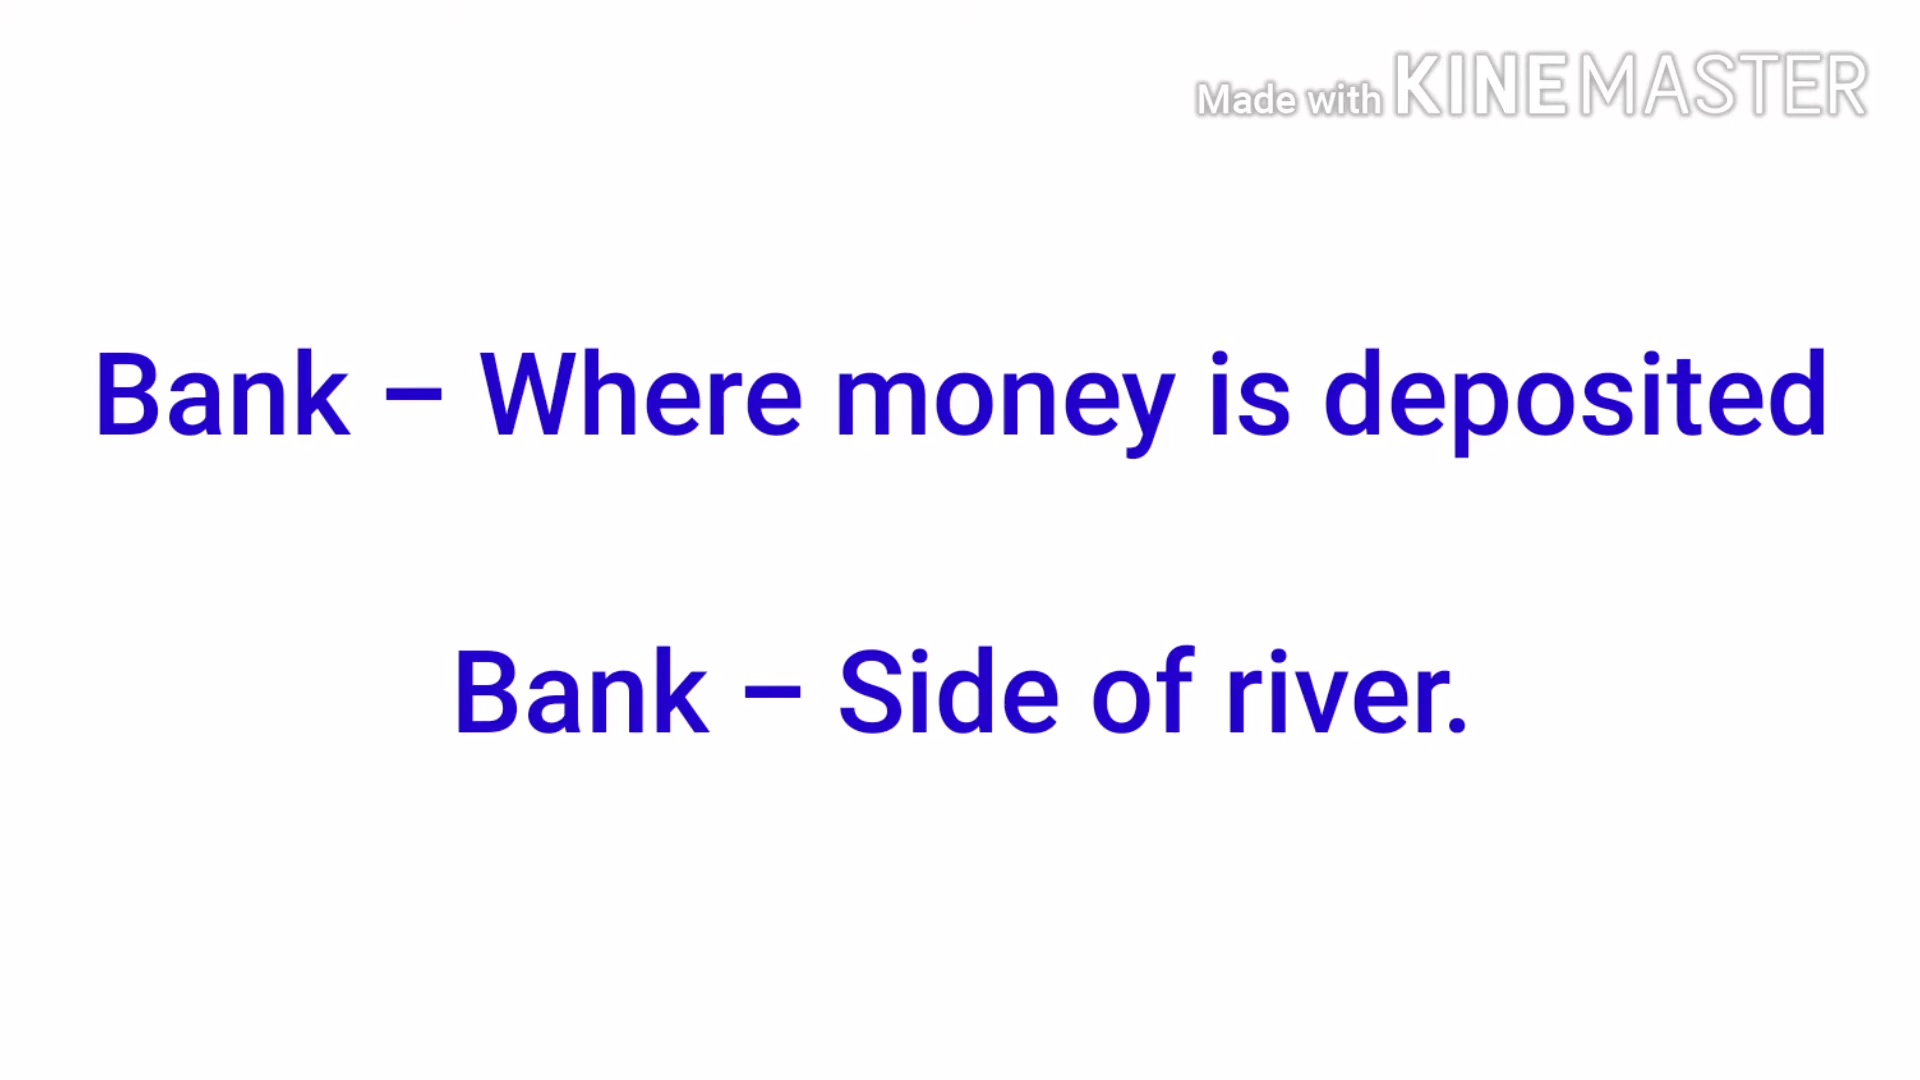 Made with KINEMASTER
Bank – Where money is deposited
Bank – Side of river.